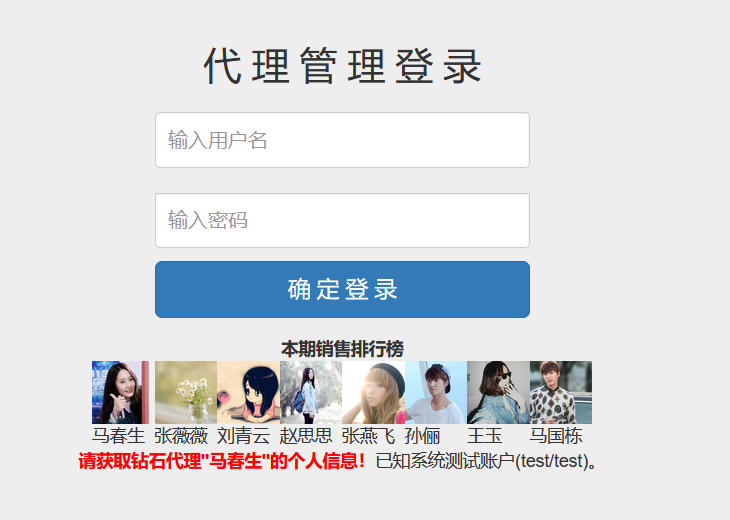 代理管理登录
输入用户名
输入密码
确定登录
本期销售排行榜
马春生 张薇薇 刘青云 赵思思 张燕飞 孙俪 王玉 马国栋
请获取钻石代理"马春生"的个人信息！已知系统测试账户(test/test)。